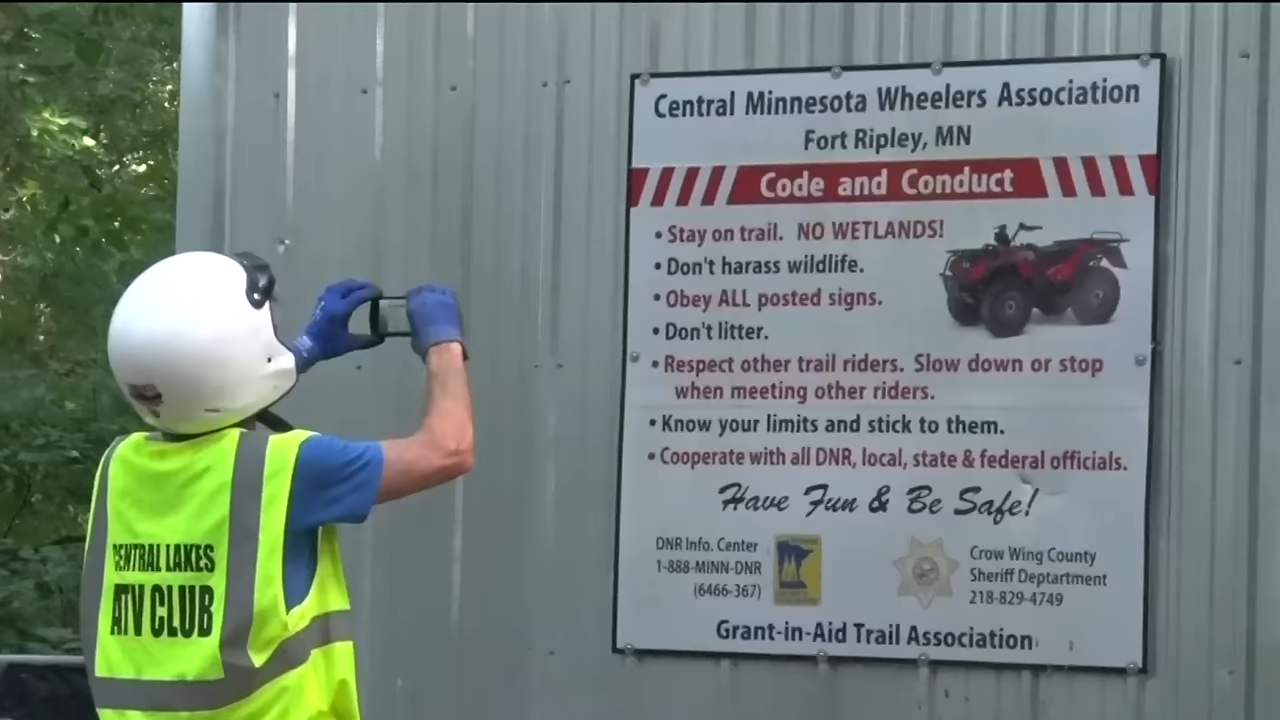 Central Minnesota Wheelers Association
Fort Ripley, MN
Code and Conduct
• Stay on trail. NO WETLANDS!
• Don't harass wildlife.
• Obey ALL posted signs.
• Don't litter.
• Respect other trail riders. Slow down or stop
when meeting other riders.
• Know your limits and stick to them.
• Cooperate with all DNR, local, state & federal officials.
Have Fun & Be Safe!
DNR Info. Center
1-888-MINN-DNR
(6466-367)
Crow Wing County
Sheriff Deptartment
218-829-4749
Grant-in-Aid Trail Association
CENTRAL LAKES
ATV CLUB